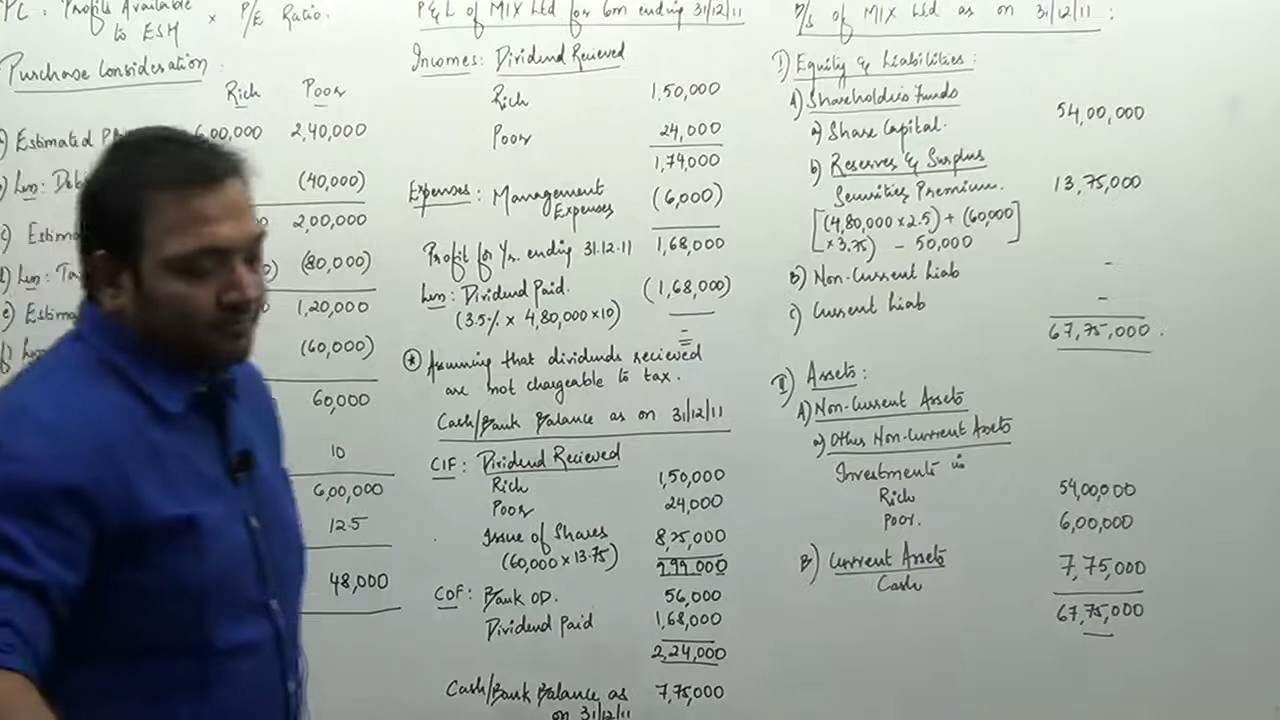 PC : Profits Available x P/E Ratio.
to ESH
Purchase Consideration :
Rich Poor
Estimated 6,00,000 2,40,000
Less: (40,000)
c) 2,00,000
d) Less: (80,000)
e) 1,20,000
(60,000)
60,000
10
6,00,000
12.5
48,000
P & L of MIX Ltd for 6m ending 31/12/11
Incomes: Dividend Recieved
Rich 1,50,000
Poor 24,000
1,74,000
Expenses: Management (6,000)
Expenses
Profit for Yr. ending 31.12.11 1,68,000
Less: Dividend Paid. (1,68,000)
(3.5% x 4,80,000 x 10)
* Assuming that dividends recieved
are not chargeable to tax.
Cash/Bank Balance as on 31/12/11
CIF: Dividend Recieved
Rich 1,50,000
Poor 24,000
Issue of Shares 8,25,000
(60,000 x 13.75)
COF: Bank OD. 56,000
Dividend Paid 1,68,000
2,24,000
Cash/Bank Balance as 7,75,000
on 31/12/11
B/S of MIX Ltd as on 31/12/11 :
I) Equity & Liabilities :
A) Shareholders Funds
a) Share Capital. 54,00,000
b) Reserves & Surplus
Securities Premium. 13,75,000
[(4,80,000 x 2.5) + (60,000)
x 3.75) - 50,000]
B) Non-Current Liab -
C) Current Liab -
67,75,000.
II) Assets :
A) Non-Current Assets
a) Other Non-Current Assets
Investments in
Rich 54,00,000
Poor. 6,00,000
B) Current Assets 7,75,000
Cash
67,75,000